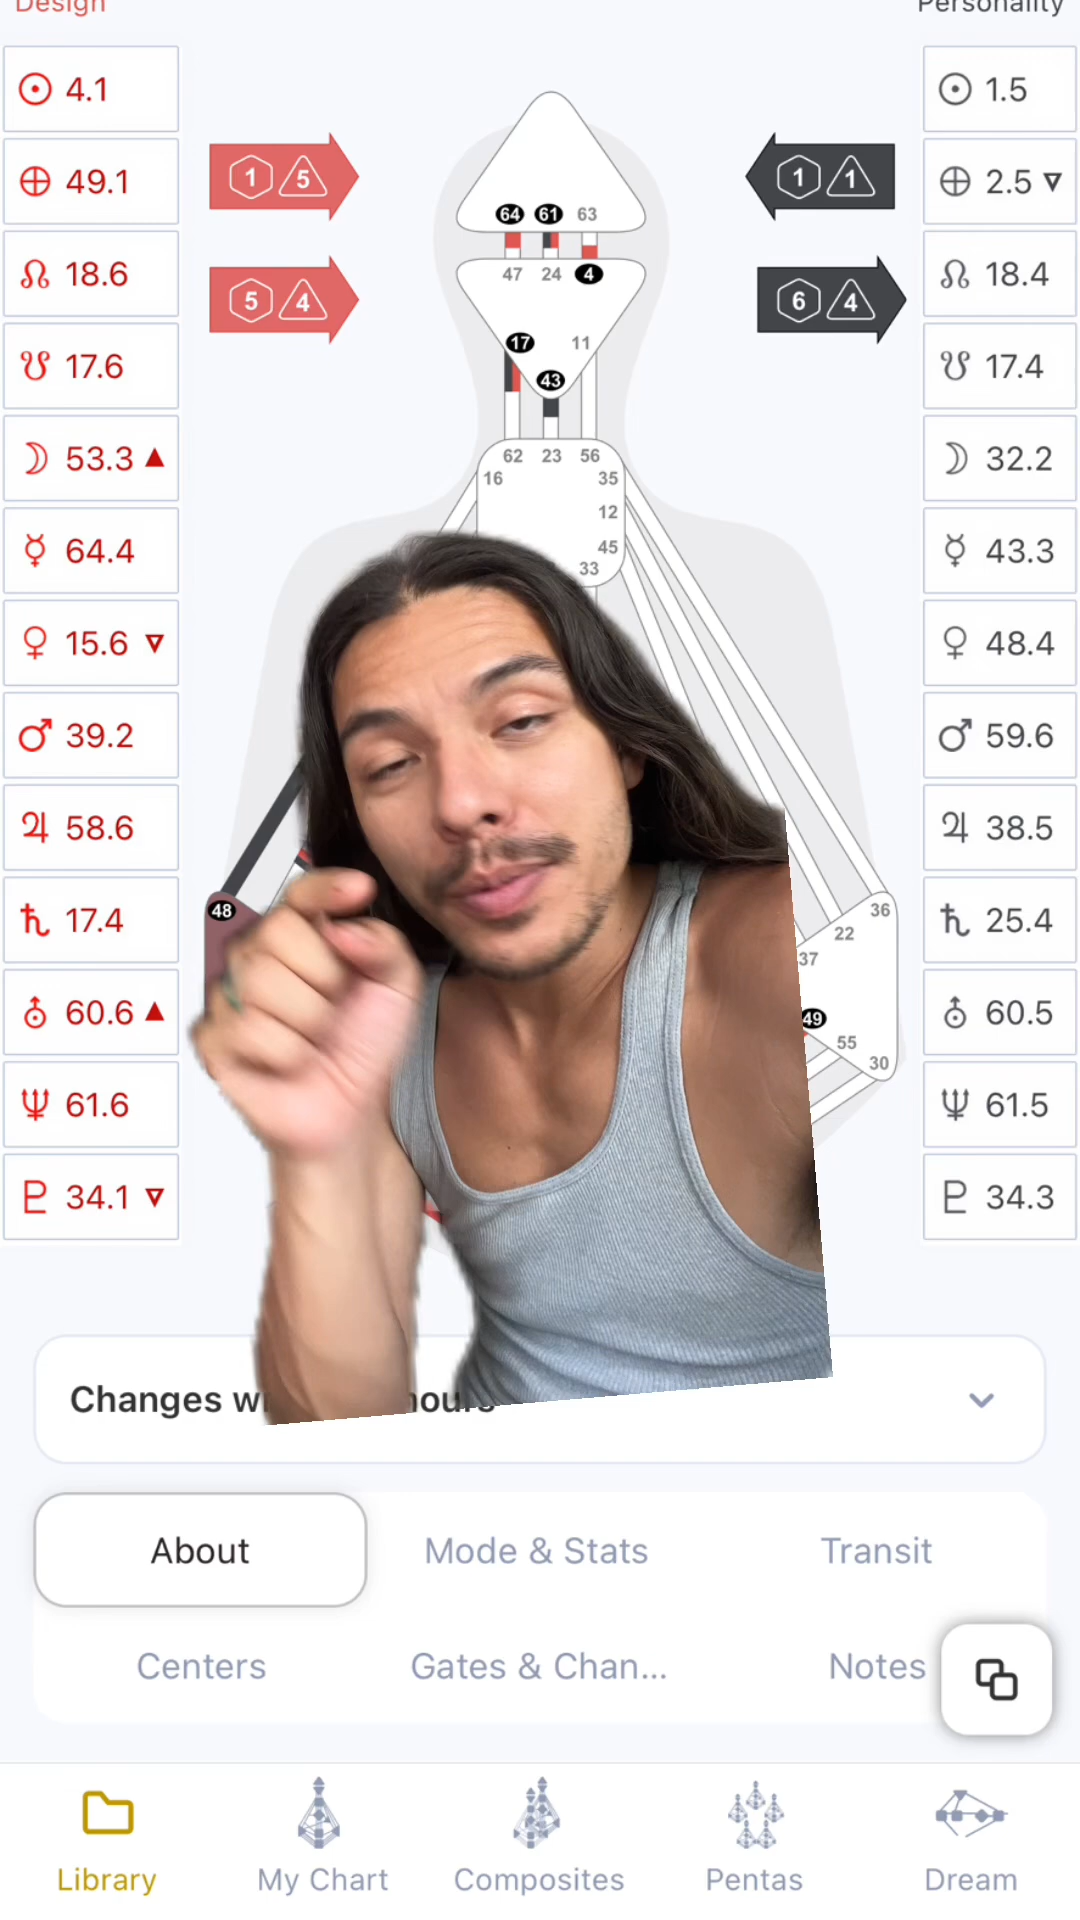 Design
Personality
☉ 4.1
⊕ 49.1
☊ 18.6
☋ 17.6
☽ 53.3 ▲
☿ 64.4
♀ 15.6 ▽
♂ 39.2
♃ 58.6
♄ 17.4
⛢ 60.6 ▲
♆ 61.6
♇ 34.1 ▽
1 5
5 4
64 61 63
47 24 4
17 11
43
62 23 56
16 35
12
45
33
48
36
22
37
49
55
30
1 1
6 4
☉ 1.5
⊕ 2.5 ▽
☊ 18.4
☋ 17.4
☽ 32.2
☿ 43.3
♀ 48.4
♂ 59.6
♃ 38.5
♄ 25.4
⛢ 60.5
♆ 61.5
♇ 34.3
Changes
About Mode & Stats Transit
Centers Gates & Chan... Notes
Library My Chart Composites Pentas Dream